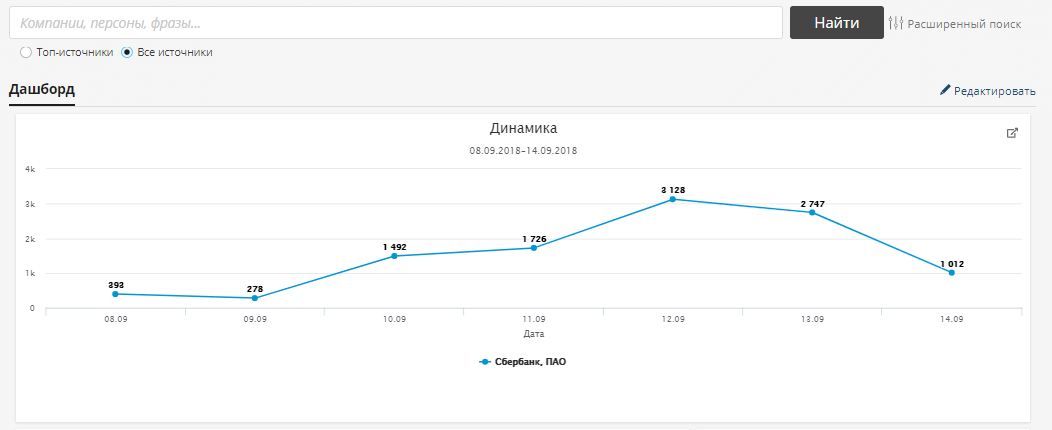 Компании, персоны, фразы...
Найти
Расширенный поиск
Топ-источники
Все источники
Дашборд
Редактировать
Динамика
08.09.2018–14.09.2018
4k
3k
2k
1k
0
393
278
1 492
1 726
3 128
2 747
1 012
08.09
09.09
10.09
11.09
12.09
13.09
14.09
Дата
Сбербанк, ПАО